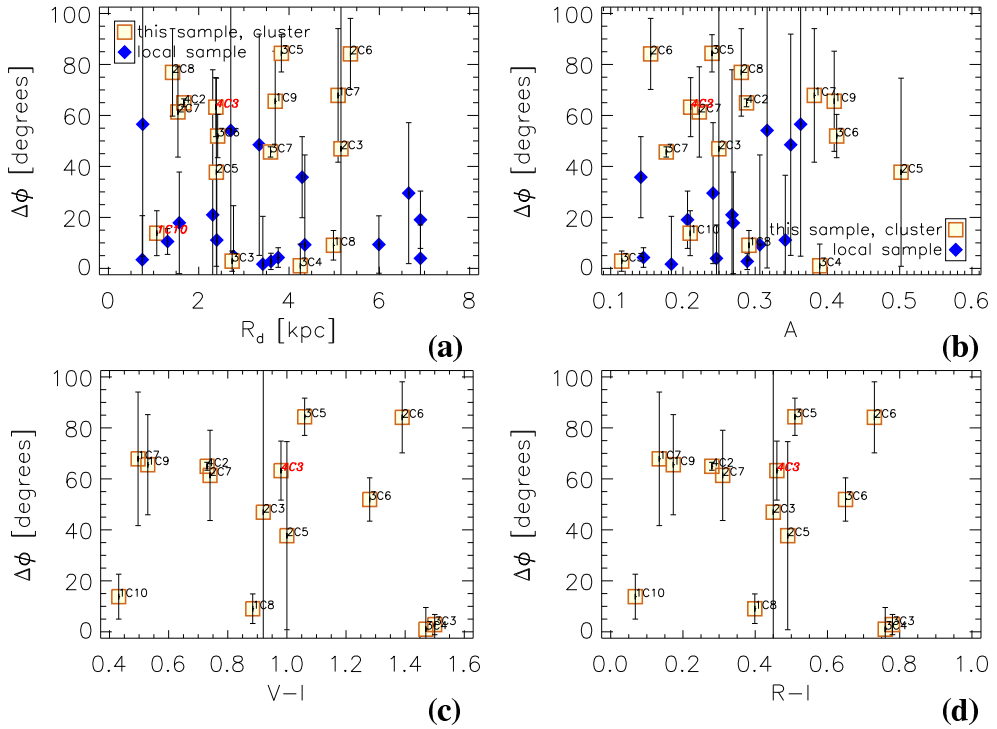 this sample, cluster
local sample
2C6
3C5
2C8
4C2
2C7
4C3
1C9
1C7
3C6
3C7
2C3
2C5
1C10
1C8
3C3
3C4
Δϕ [degrees]
0 20 40 60 80 100
0 2 4 6 8
R_d [kpc]
(a)
2C6
3C5
2C8
4C2
4C3
2C7
1C7
1C9
3C6
3C7
2C3
2C5
this sample, cluster
local sample
1C10
1C8
3C3
3C4
Δϕ [degrees]
0 20 40 60 80 100
0.1 0.2 0.3 0.4 0.5 0.6
A
(b)
3C5
2C6
1C7
1C9
4C2
2C7
4C3
3C6
2C3
2C5
1C10
1C8
3C3
3C4
Δϕ [degrees]
0 20 40 60 80 100
0.4 0.6 0.8 1.0 1.2 1.4 1.6
V-I
(c)
3C5
2C6
1C7
1C9
4C2
2C7
4C3
3C6
2C3
2C5
1C10
1C8
3C3
3C4
Δϕ [degrees]
0 20 40 60 80 100
0.0 0.2 0.4 0.6 0.8 1.0
R-I
(d)